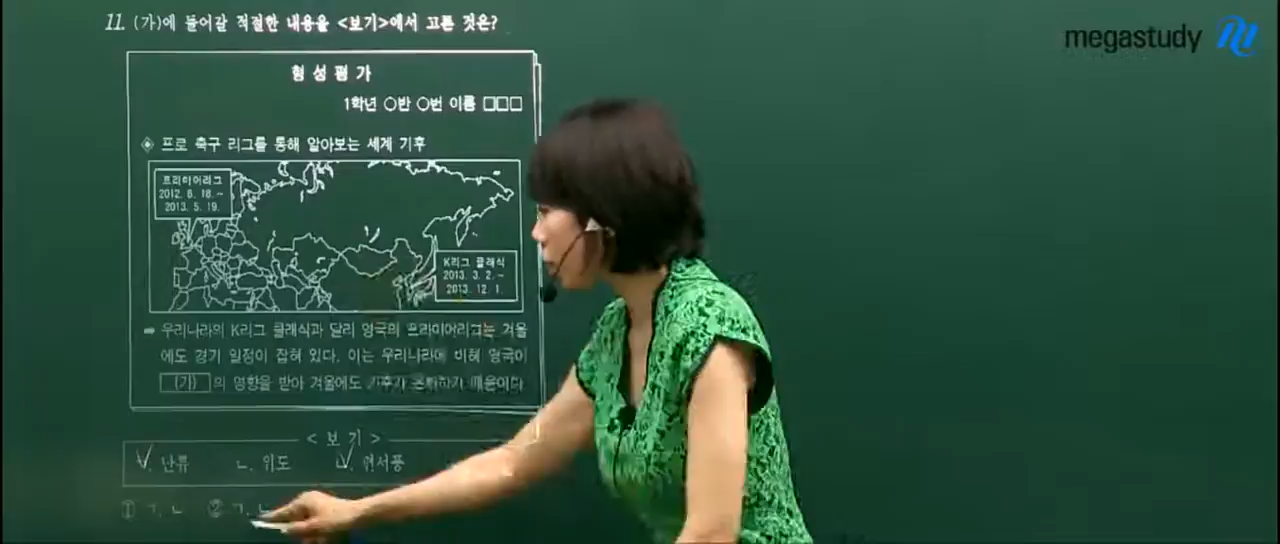 11. (가)에 들어갈 적절한 내용을 <보기>에서 고른 것은?
megastudy
형성평가
1학년 ○반 ○번 이름 □□□
◈ 프로 축구 리그를 통해 알아보는 세계 기후
프리미어리그
2012. 8. 18.~
2013. 5. 19.
K리그 클래식
2013. 3. 2.~
2013. 12. 1.
➡ 우리나라의 K리그 클래식과 달리 영국의 프리미어리그는 겨울
에도 경기 일정이 잡혀 있다. 이는 우리나라에 비해 영국이
(가) 의 영향을 받아 겨울에도 기후가 온화하기 때문이다
< 보 기 >
난류 ㄴ. 위도 편서풍
① ㄱ, ㄴ ② ㄱ,